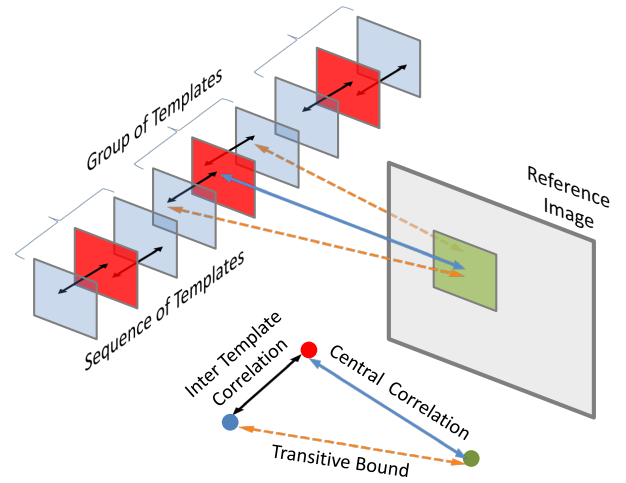 Group of Templates
Reference
Image
Sequence of Templates
Inter Template
Correlation
Central Correlation
Transitive Bound